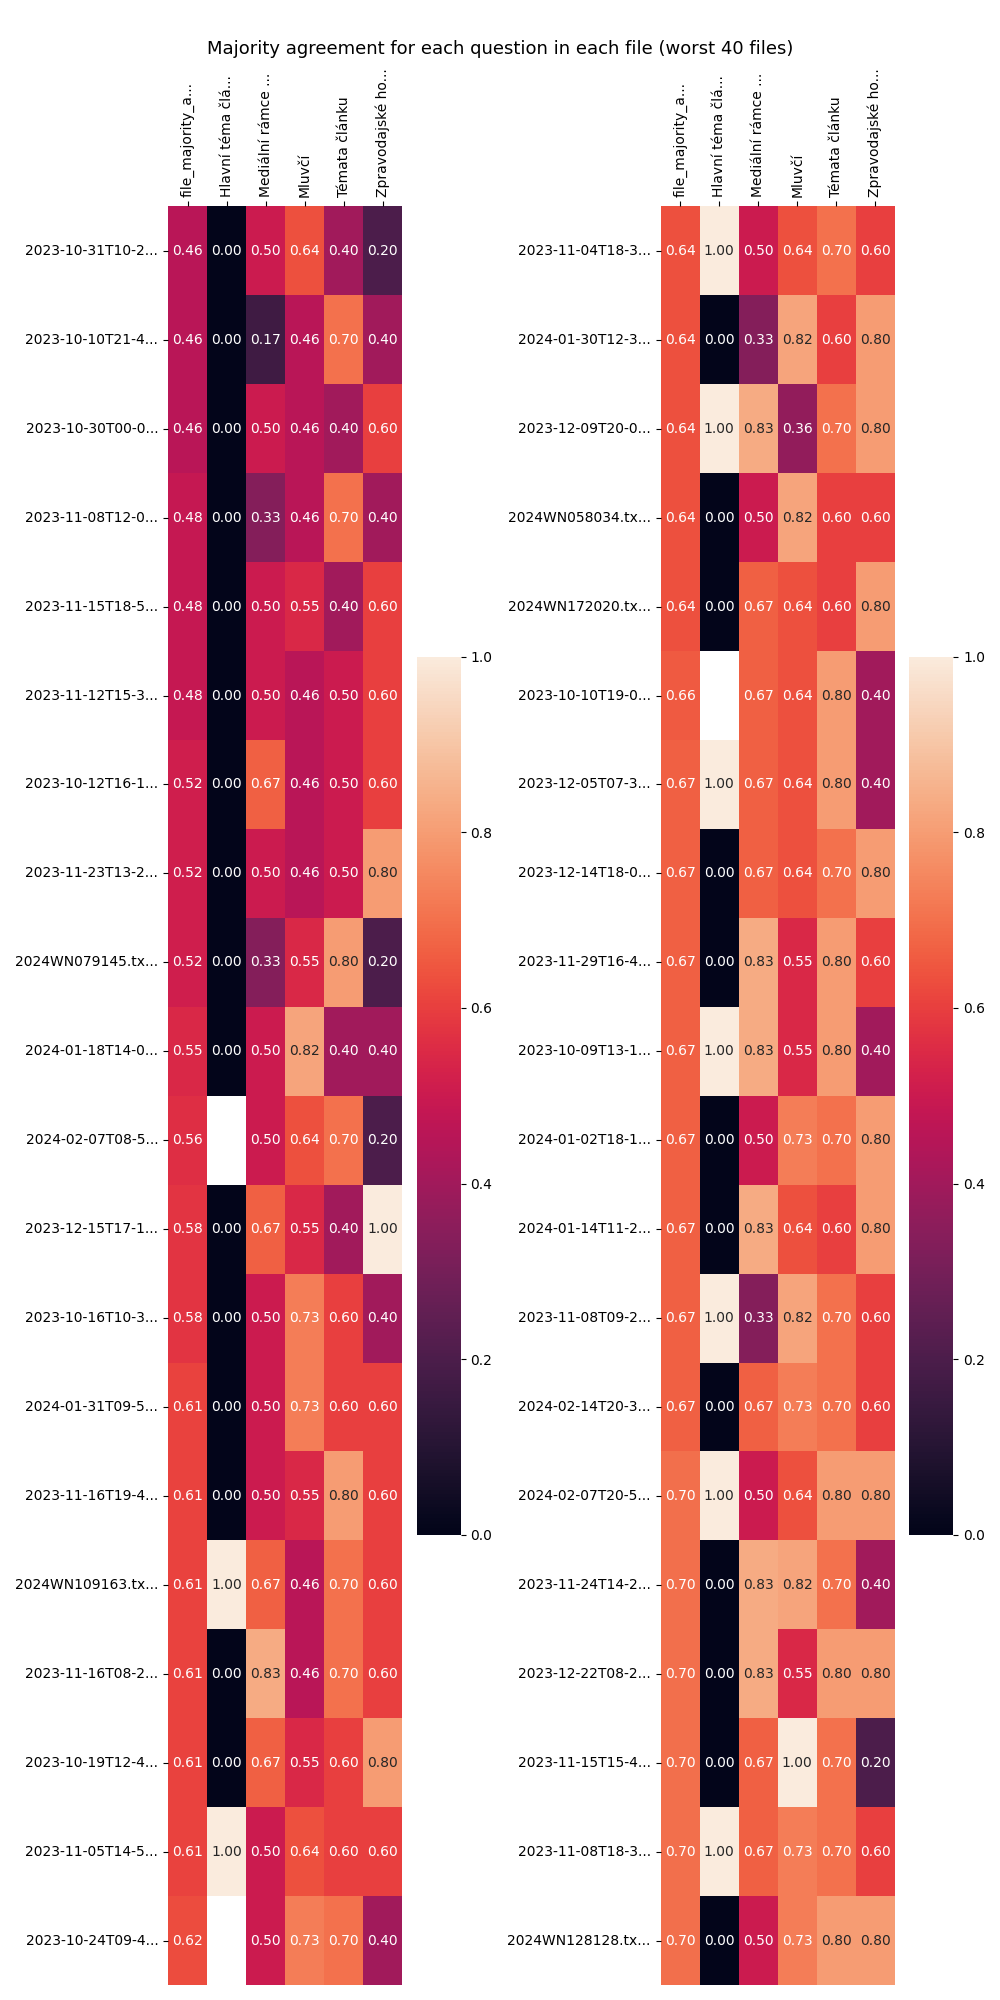 Majority agreement for each question in each file (worst 40 files)
file_majority_a...
Hlavní téma člá...
Mediální rámce ...
Mluvčí
Témata článku
Zpravodajské ho...
2023-10-31T10-2... 0.46 0.00 0.50 0.64 0.40 0.20
2023-10-10T21-4... 0.46 0.00 0.17 0.46 0.70 0.40
2023-10-30T00-0... 0.46 0.00 0.50 0.46 0.40 0.60
2023-11-08T12-0... 0.48 0.00 0.33 0.46 0.70 0.40
2023-11-15T18-5... 0.48 0.00 0.50 0.55 0.40 0.60
2023-11-12T15-3... 0.48 0.00 0.50 0.46 0.50 0.60
2023-10-12T16-1... 0.52 0.00 0.67 0.46 0.50 0.60
2023-11-23T13-2... 0.52 0.00 0.50 0.46 0.50 0.80
2024WN079145.tx... 0.52 0.00 0.33 0.55 0.80 0.20
2024-01-18T14-0... 0.55 0.00 0.50 0.82 0.40 0.40
2024-02-07T08-5... 0.56 0.50 0.64 0.70 0.20
2023-12-15T17-1... 0.58 0.00 0.67 0.55 0.40 1.00
2023-10-16T10-3... 0.58 0.00 0.50 0.73 0.60 0.40
2024-01-31T09-5... 0.61 0.00 0.50 0.73 0.60 0.60
2023-11-16T19-4... 0.61 0.00 0.50 0.55 0.80 0.60
2024WN109163.tx... 0.61 1.00 0.67 0.46 0.70 0.60
2023-11-16T08-2... 0.61 0.00 0.83 0.46 0.70 0.60
2023-10-19T12-4... 0.61 0.00 0.67 0.55 0.60 0.80
2023-11-05T14-5... 0.61 1.00 0.50 0.64 0.60 0.60
2023-10-24T09-4... 0.62 0.50 0.73 0.70 0.40
1.0
0.8
0.6
0.4
0.2
0.0
file_majority_a...
Hlavní téma člá...
Mediální rámce ...
Mluvčí
Témata článku
Zpravodajské ho...
2023-11-04T18-3... 0.64 1.00 0.50 0.64 0.70 0.60
2024-01-30T12-3... 0.64 0.00 0.33 0.82 0.60 0.80
2023-12-09T20-0... 0.64 1.00 0.83 0.36 0.70 0.80
2024WN058034.tx... 0.64 0.00 0.50 0.82 0.60 0.60
2024WN172020.tx... 0.64 0.00 0.67 0.64 0.60 0.80
2023-10-10T19-0... 0.66 0.67 0.64 0.80 0.40
2023-12-05T07-3... 0.67 1.00 0.67 0.64 0.80 0.40
2023-12-14T18-0... 0.67 0.00 0.67 0.64 0.70 0.80
2023-11-29T16-4... 0.67 0.00 0.83 0.55 0.80 0.60
2023-10-09T13-1... 0.67 1.00 0.83 0.55 0.80 0.40
2024-01-02T18-1... 0.67 0.00 0.50 0.73 0.70 0.80
2024-01-14T11-2... 0.67 0.00 0.83 0.64 0.60 0.80
2023-11-08T09-2... 0.67 1.00 0.33 0.82 0.70 0.60
2024-02-14T20-3... 0.67 0.00 0.67 0.73 0.70 0.60
2024-02-07T20-5... 0.70 1.00 0.50 0.64 0.80 0.80
2023-11-24T14-2... 0.70 0.00 0.83 0.82 0.70 0.40
2023-12-22T08-2... 0.70 0.00 0.83 0.55 0.80 0.80
2023-11-15T15-4... 0.70 0.00 0.67 1.00 0.70 0.20
2023-11-08T18-3... 0.70 1.00 0.67 0.73 0.70 0.60
2024WN128128.tx... 0.70 0.00 0.50 0.73 0.80 0.80
1.0
0.8
0.6
0.4
0.2
0.0